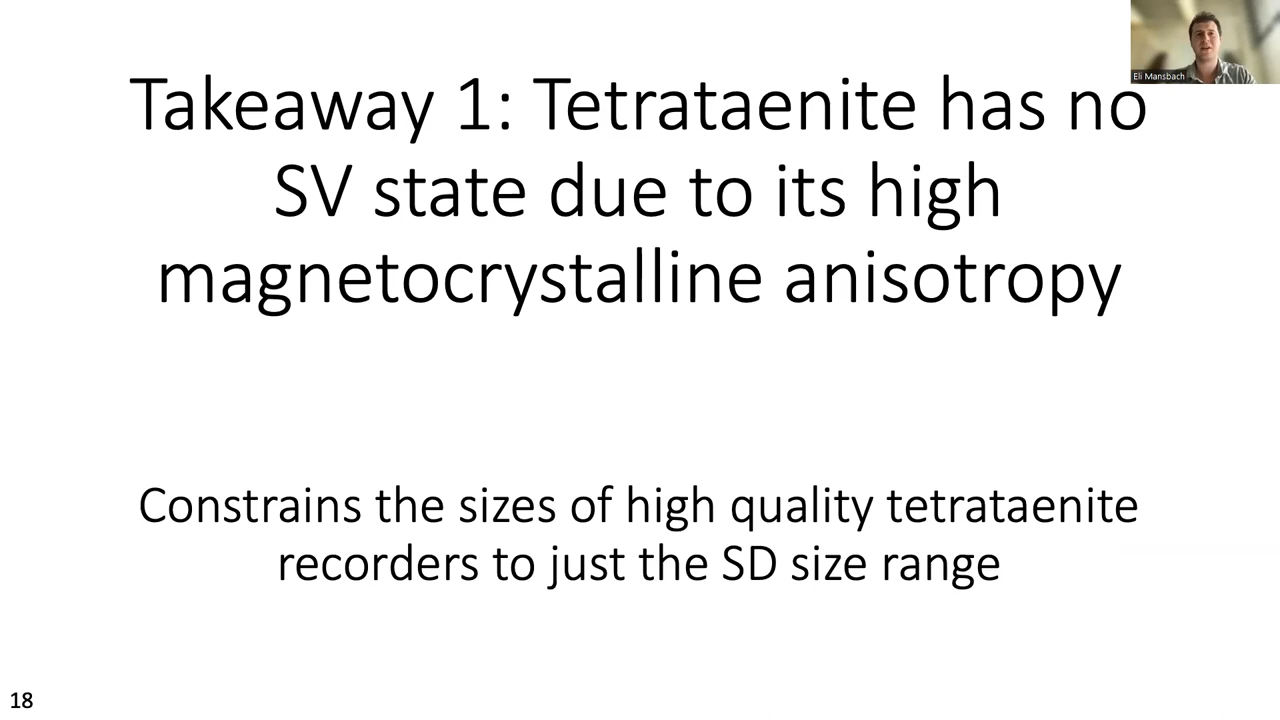 Eli Mansbach
Takeaway 1: Tetrataenite has no
SV state due to its high
magnetocrystalline anisotropy
Constrains the sizes of high quality tetrataenite
recorders to just the SD size range
18